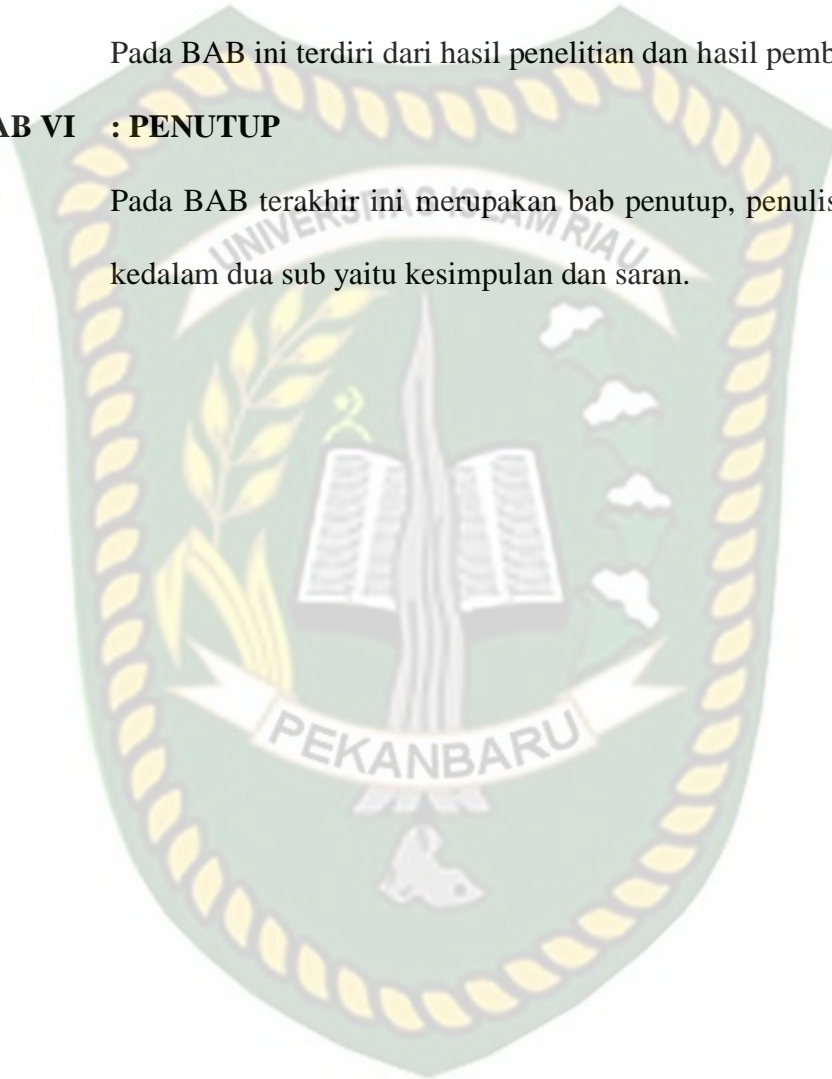 Pada BAB ini terdiri dari hasil penelitian dan hasil pemb
AB VI : PENUTUP
Pada BAB terakhir ini merupakan bab penutup, penulis
UNIVERSITAS ISLAM RIAU
kedalam dua sub yaitu kesimpulan dan saran.
PEKANBARU